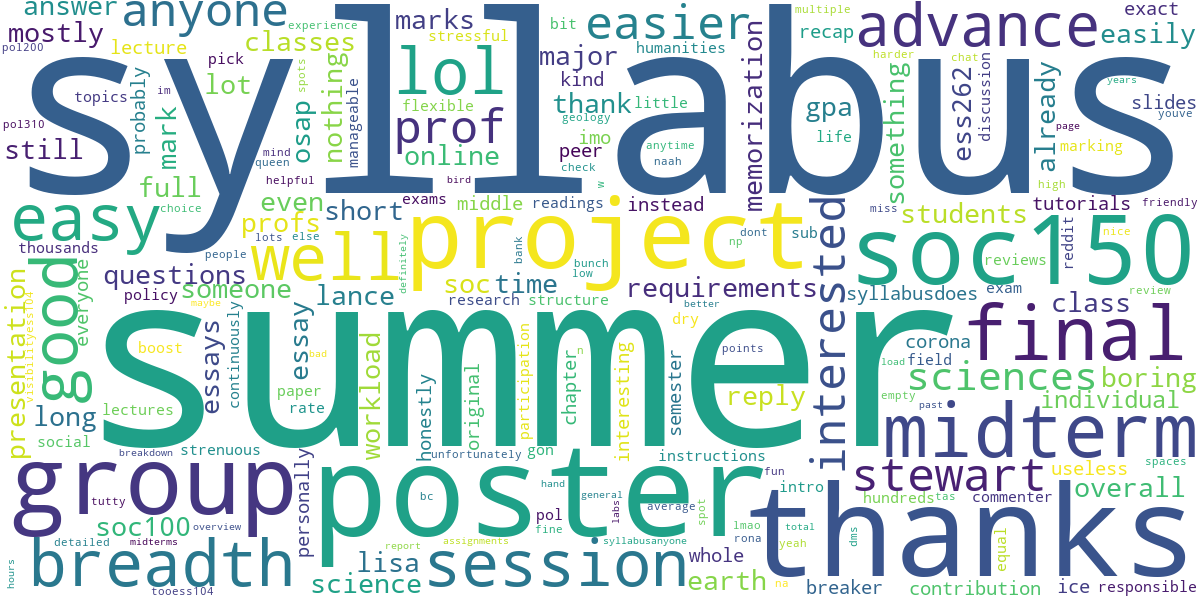 syllabus
summer
project
poster
thanks
soc150
final
midterm
group
session
breadth
easy
good
well
advance
lol
prof
easier
anyone
interested
stewart
sciences
science
thank
major
gpa
something
already
ess262
memorization
online
requirements
students
class
time
soc
lance
short
even
profs
someone
questions
presentation
essays
essay
workload
reply
boring
individual
overall
earth
lisa
soc100
long
full
still
mostly
answer
mark
marks
lot
classes
nothing
osap
peer
imo
kind
recap
easily
exact
slides
tutorials
life
discussion
marking
humanities
little
instead
sub
middle
readings
exams
stressful
flexible
lecture
pick
topics
probably
manageable
helpful
policy
thousands
everyone
people
lots
else
choice
queen
mind
im
spots
experience
multiple
bit
geology
anytime
naah
check
bird
w
harder
chat
years
youve
page
high
miss
friendly
nice
reviews
review
reddit
exam
syllabusdoes
corona
field
load
empty
past
dry
better
points
semester
interesting
participation
chapter
n
original
honestly
research
structure
bunch
low
bank
np
dont
definitely
continuously
boost
maybe
bad
paper
rate
lectures
social
breakdown
strenuous
unfortunately
gon
instructions
personally
tutty
overview
detailed
midterms
tooess104
hours
report
assignments
bc
hand
general
labs
pol
fine
average
syllabusanyone
spot
fun
intro
lmao
rona
total
yeah
na
dms
whole
breaker
contribution
equal
ice
responsible
hundreds
tas
commenter
useless
spaces
pol200
pol310
visibilityess104